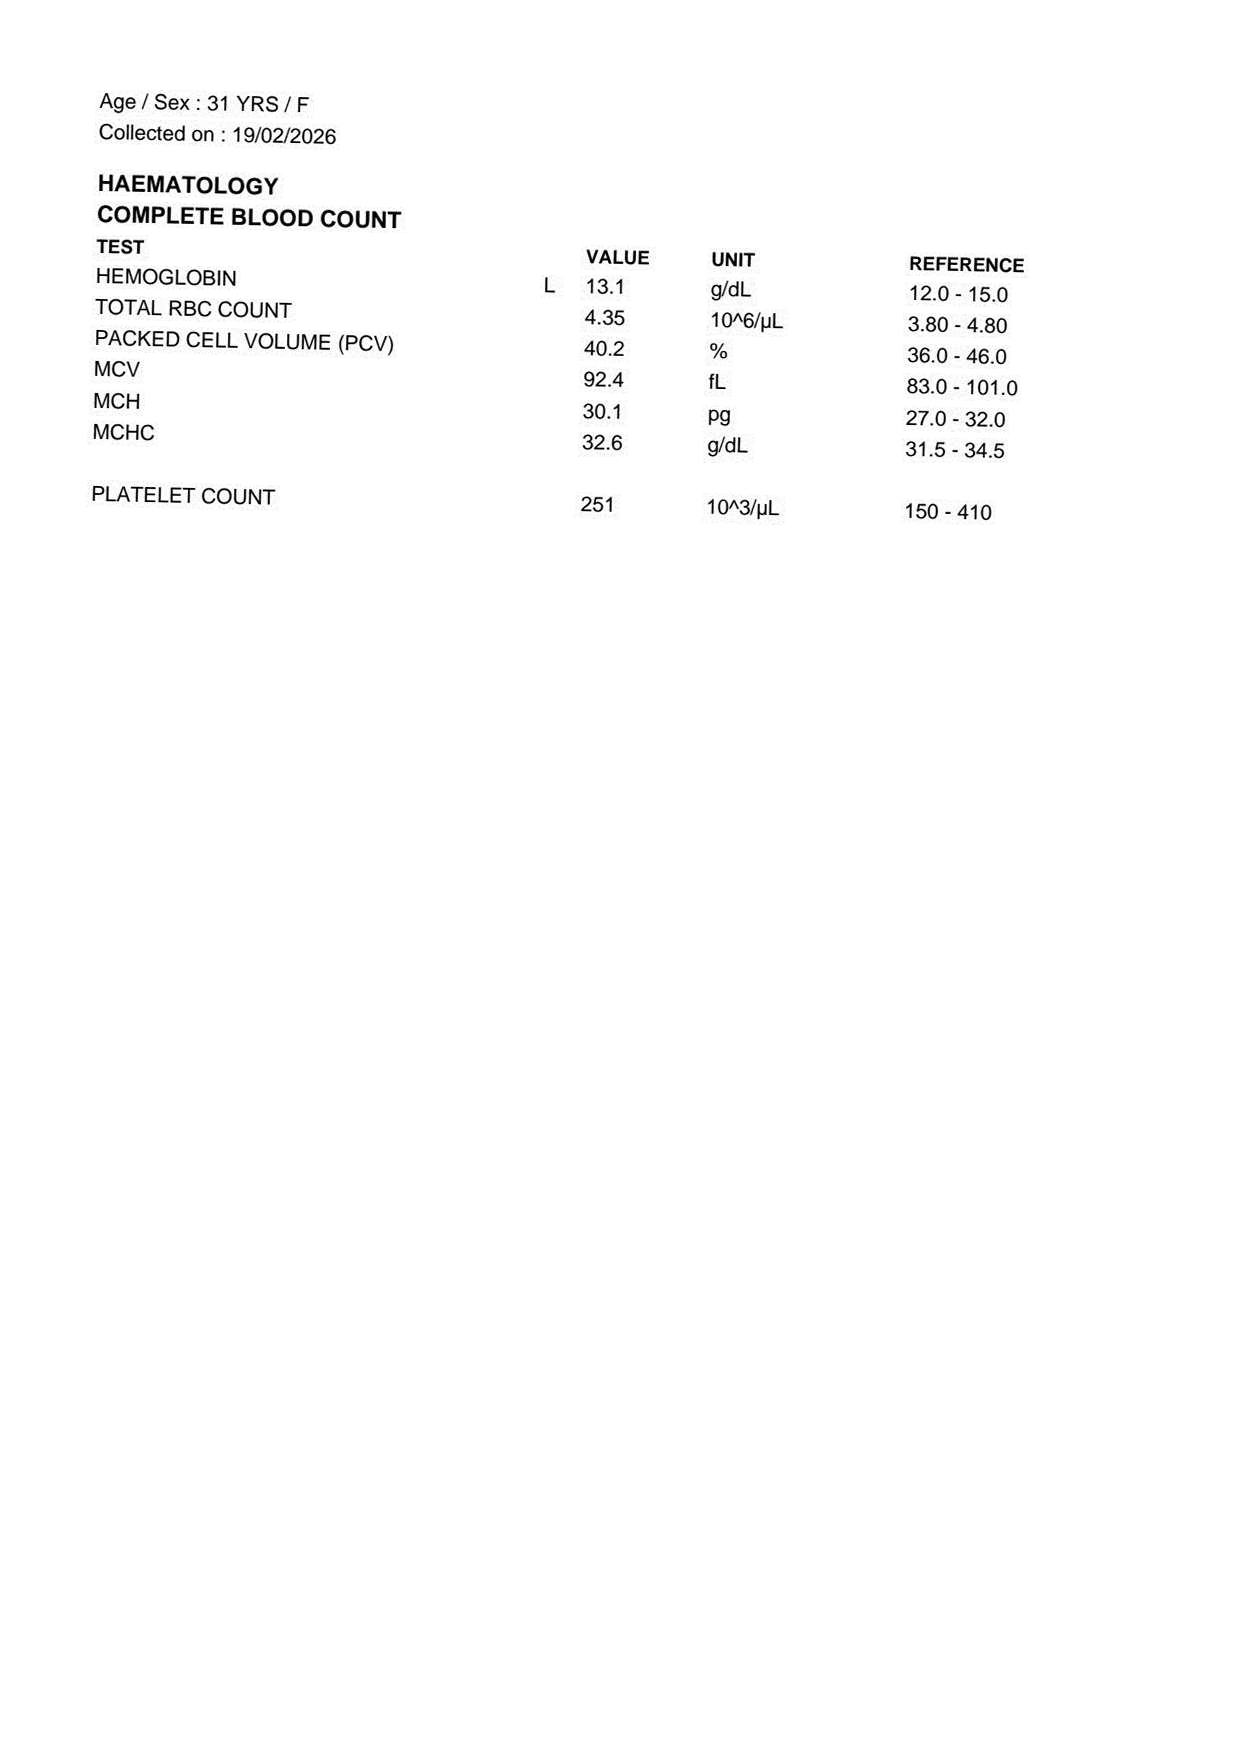 Age / Sex : 31 YRS / F
Collected on : 19/02/2026
HAEMATOLOGY
COMPLETE BLOOD COUNT
TEST VALUE UNIT REFERENCE
HEMOGLOBIN L 13.1 g/dL 12.0 - 15.0
TOTAL RBC COUNT 4.35 10^6/µL 3.80 - 4.80
PACKED CELL VOLUME (PCV) 40.2 % 36.0 - 46.0
MCV 92.4 fL 83.0 - 101.0
MCH 30.1 pg 27.0 - 32.0
MCHC 32.6 g/dL 31.5 - 34.5
PLATELET COUNT 251 10^3/µL 150 - 410